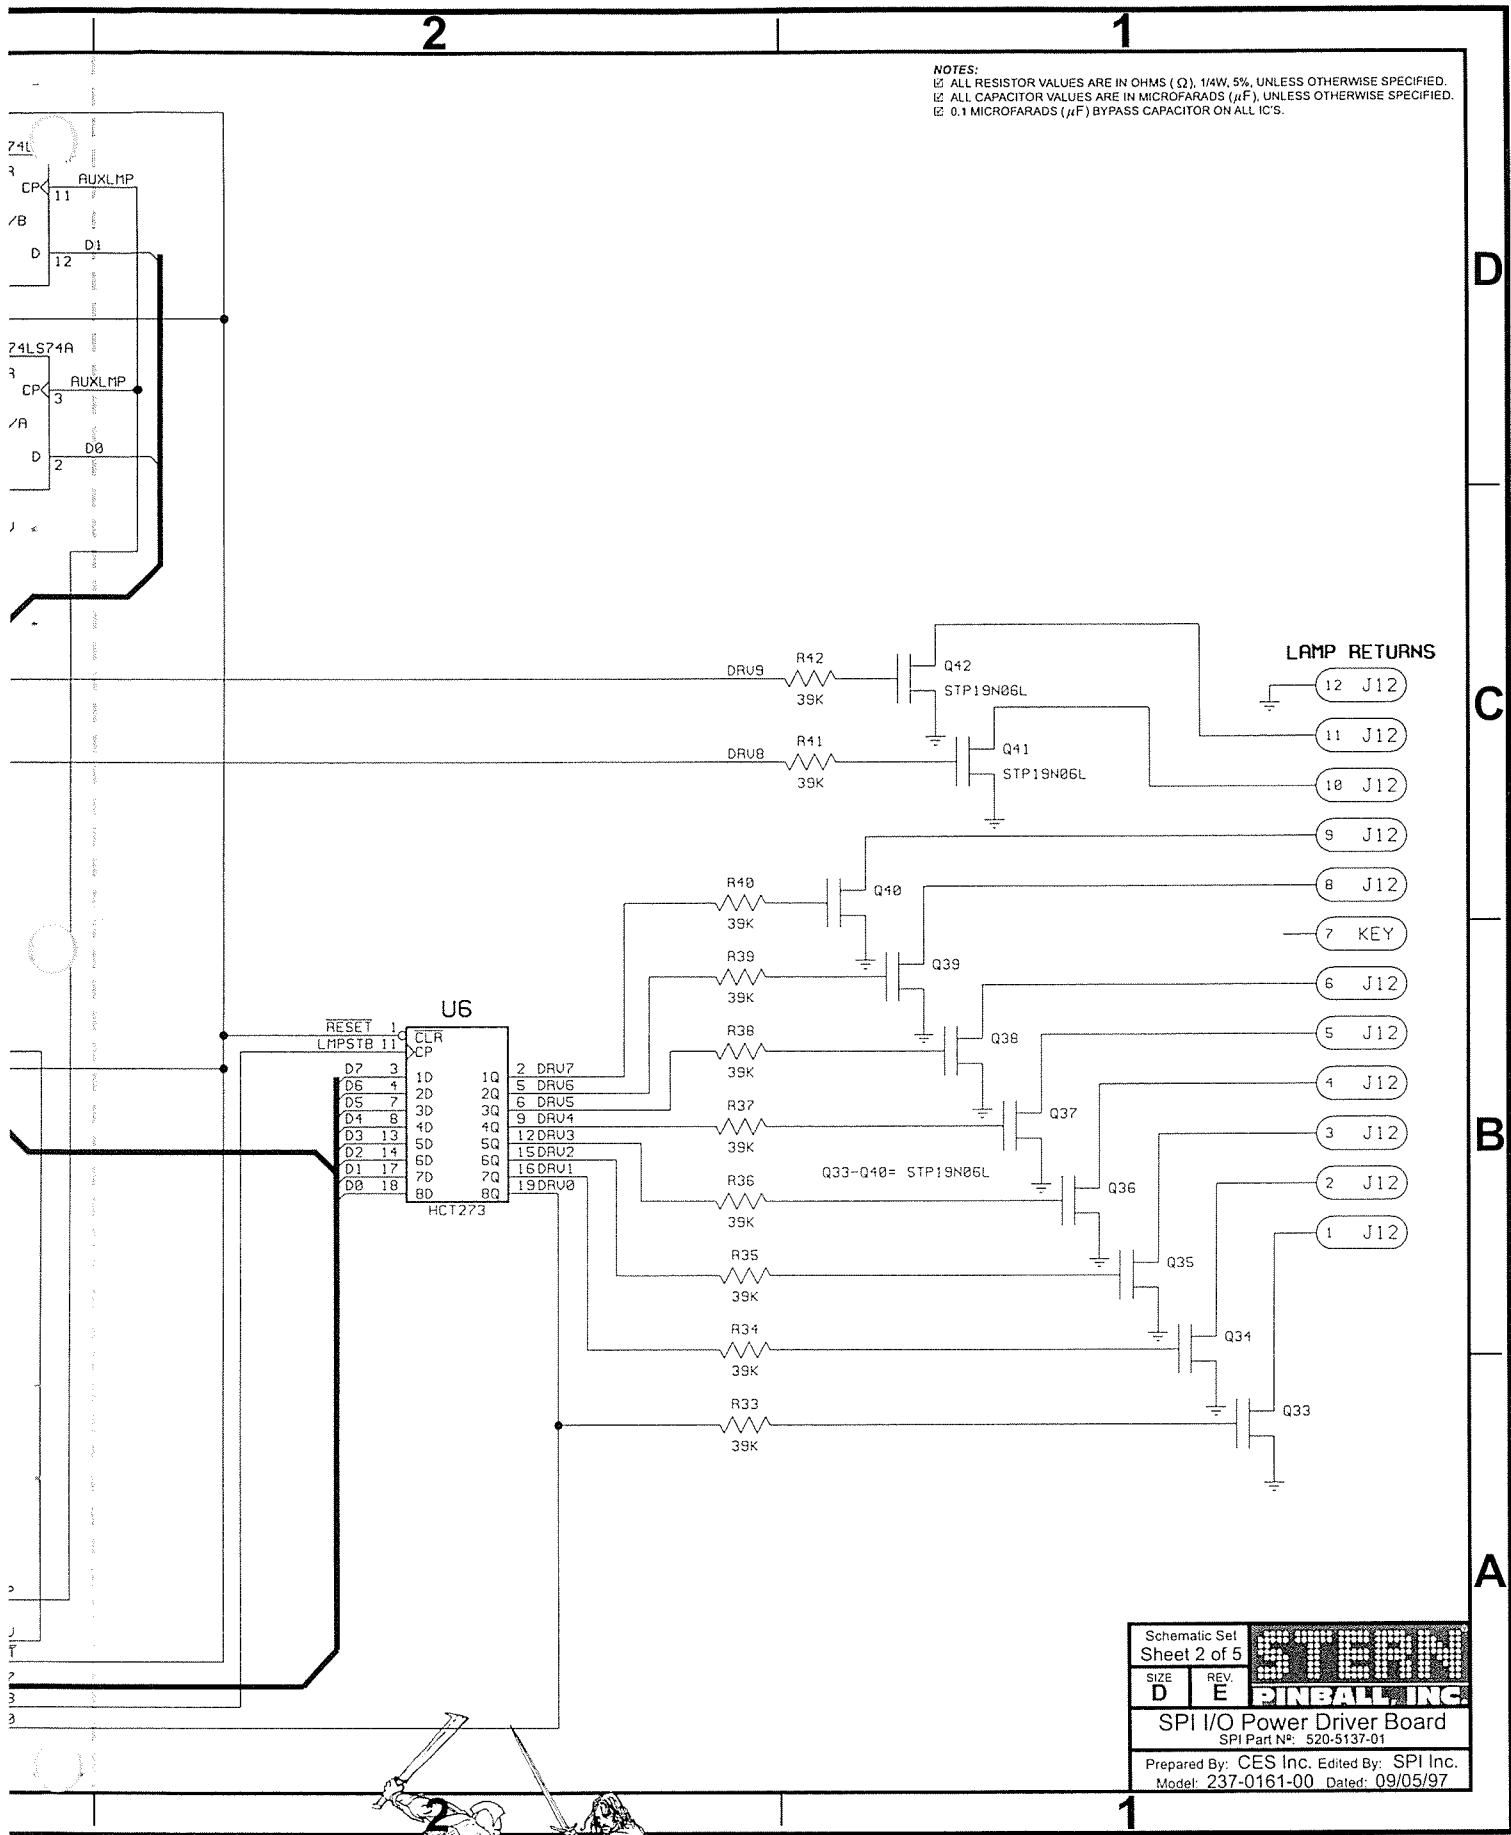 2
1
NOTES:
☑ ALL RESISTOR VALUES ARE IN OHMS ( Ω ), 1/4W, 5%, UNLESS OTHERWISE SPECIFIED.
☑ ALL CAPACITOR VALUES ARE IN MICROFARADS (μF), UNLESS OTHERWISE SPECIFIED.
☑ 0.1 MICROFARADS (μF) BYPASS CAPACITOR ON ALL IC'S.
74L
CP
11
AUXLMP
/B
D
12
D1
D
74LS74A
CP
3
AUXLMP
/A
D
2
D0
LAMP RETURNS
DRV9
R42
39K
Q42
STP19N06L
12 J12
C
11 J12
DRV8
R41
39K
Q41
STP19N06L
10 J12
9 J12
R40
39K
Q40
8 J12
7 KEY
R39
39K
Q39
6 J12
U6
RESET 1
CLR
LMPSTB 11
CP
R38
39K
Q38
5 J12
D7 3 1D 1Q 2 DRV7
D6 4 2D 2Q 5 DRV6
D5 7 3D 3Q 6 DRV5
D4 8 4D 4Q 9 DRV4
D3 13 5D 5Q 12 DRV3
D2 14 6D 6Q 15 DRV2
D1 17 7D 7Q 16 DRV1
D0 18 8D 8Q 19 DRV0
HCT273
4 J12
R37
39K
Q37
3 J12
B
Q33-Q40= STP19N06L
R36
39K
Q36
2 J12
1 J12
R35
39K
Q35
R34
39K
Q34
R33
39K
Q33
A
Schematic Set
Sheet 2 of 5
SIZE
D
REV.
E
STERN
PINBALL, INC.
SPI I/O Power Driver Board
SPI Part Nº: 520-5137-01
Prepared By: CES Inc. Edited By: SPI Inc.
Model: 237-0161-00 Dated: 09/05/97
2
1